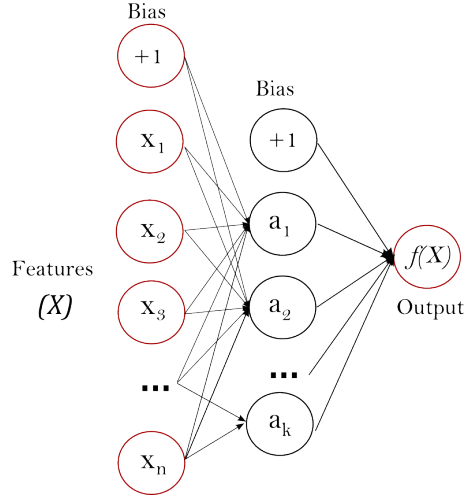 Bias
+1
x₁
x₂
Features
(X)
x₃
...
xₙ
Bias
+1
a₁
a₂
...
aₖ
f(X)
Output